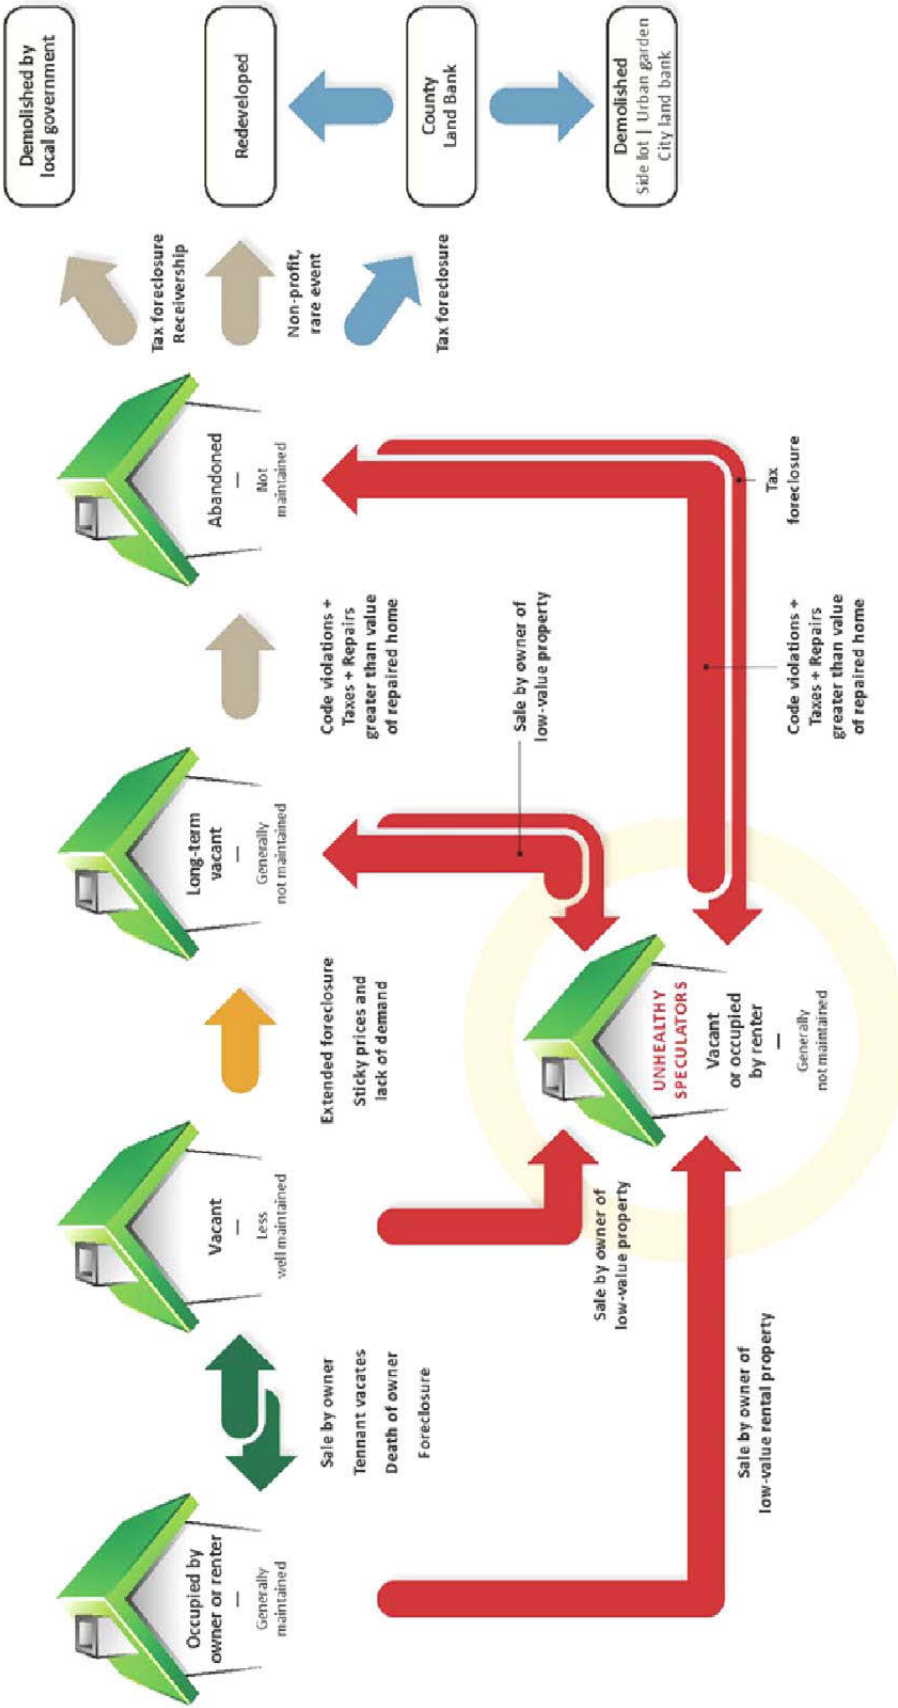 Occupied by
owner or renter
—
Generally
maintained
Sale by owner
Tennant vacates
Death of owner
Foreclosure
Vacant
—
Less
well maintained
Extended foreclosure
Sticky prices and
lack of demand
Long-term
vacant
—
Generally
not maintained
Code violations +
Taxes + Repairs
greater than value
of repaired home
Abandoned
—
Not
maintained
Tax foreclosure
Receivership
Non-profit,
rare event
Tax foreclosure
Demolished by
local government
Redeveloped
County
Land Bank
Demolished
Side lot | Urban garden
City land bank
Sale by owner of
low-value rental property
Sale by owner of
low-value property
UNHEALTHY
SPECULATORS
Vacant
or occupied
by renter
—
Generally
not maintained
Sale by owner of
low-value property
Code violations +
Taxes + Repairs
greater than value
of repaired home
Tax
foreclosure